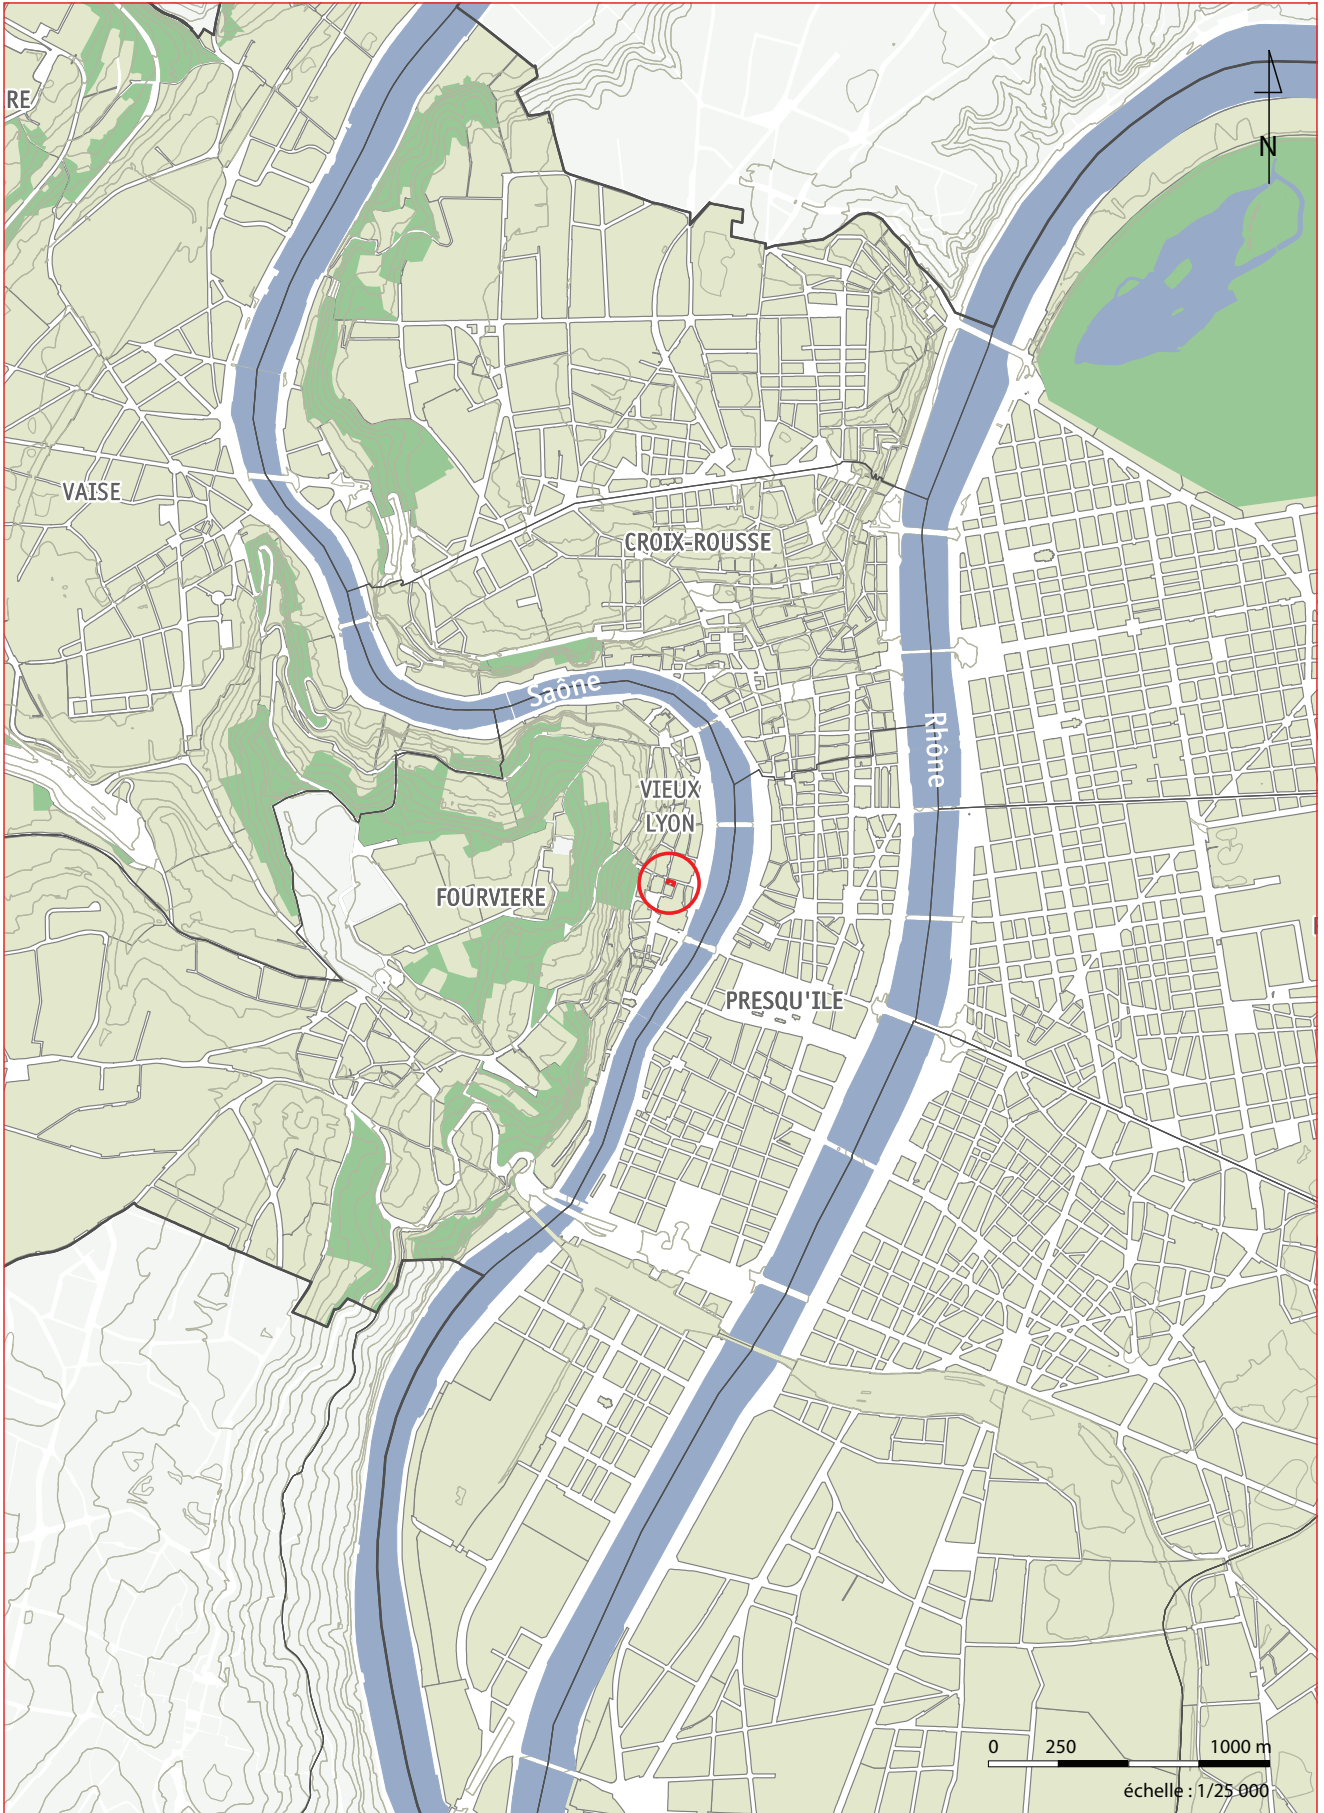 RE
N
VAISE
CROIX-ROUSSE
Saône
Rhône
VIEUX
LYON
FOURVIERE
PRESQU'ILE
0 250 1000 m
échelle : 1/25 000